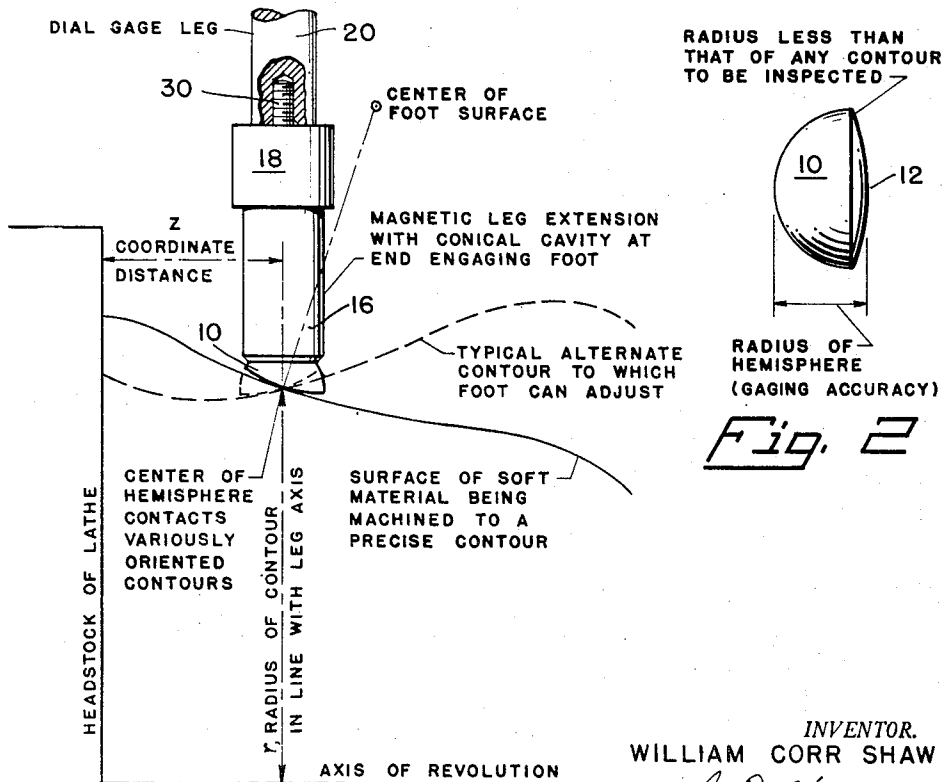 DIAL GAGE LEG
20
30
18
CENTER OF
FOOT SURFACE
RADIUS LESS THAN
THAT OF ANY CONTOUR
TO BE INSPECTED
10
12
RADIUS OF
HEMISPHERE
(GAGING ACCURACY)
Fig. 2
Z
COORDINATE
DISTANCE
MAGNETIC LEG EXTENSION
WITH CONICAL CAVITY AT
END ENGAGING FOOT
16
10
TYPICAL ALTERNATE
CONTOUR TO WHICH
FOOT CAN ADJUST
CENTER OF
HEMISPHERE
CONTACTS
VARIOUSLY
ORIENTED
CONTOURS
SURFACE OF SOFT
MATERIAL BEING
MACHINED TO A
PRECISE CONTOUR
HEADSTOCK OF LATHE
r, RADIUS OF CONTOUR
IN LINE WITH LEG AXIS
AXIS OF REVOLUTION
INVENTOR.
WILLIAM CORR SHAW